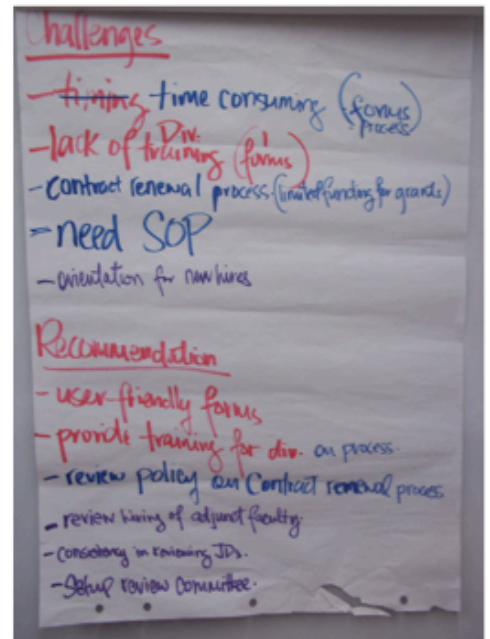 Challenges
- timing time consuming (forms process)
- lack of Div. training (forms)
- contract renewal process (limited funding for grants)
- need SOP
- orientation for new hires
Recommendation
- user-friendly forms
- provide training for div. on process.
- review policy on Contract renewal process
- review hiring of adjunct faculty.
- consistency in reviewing JDs.
- Setup review Committee.